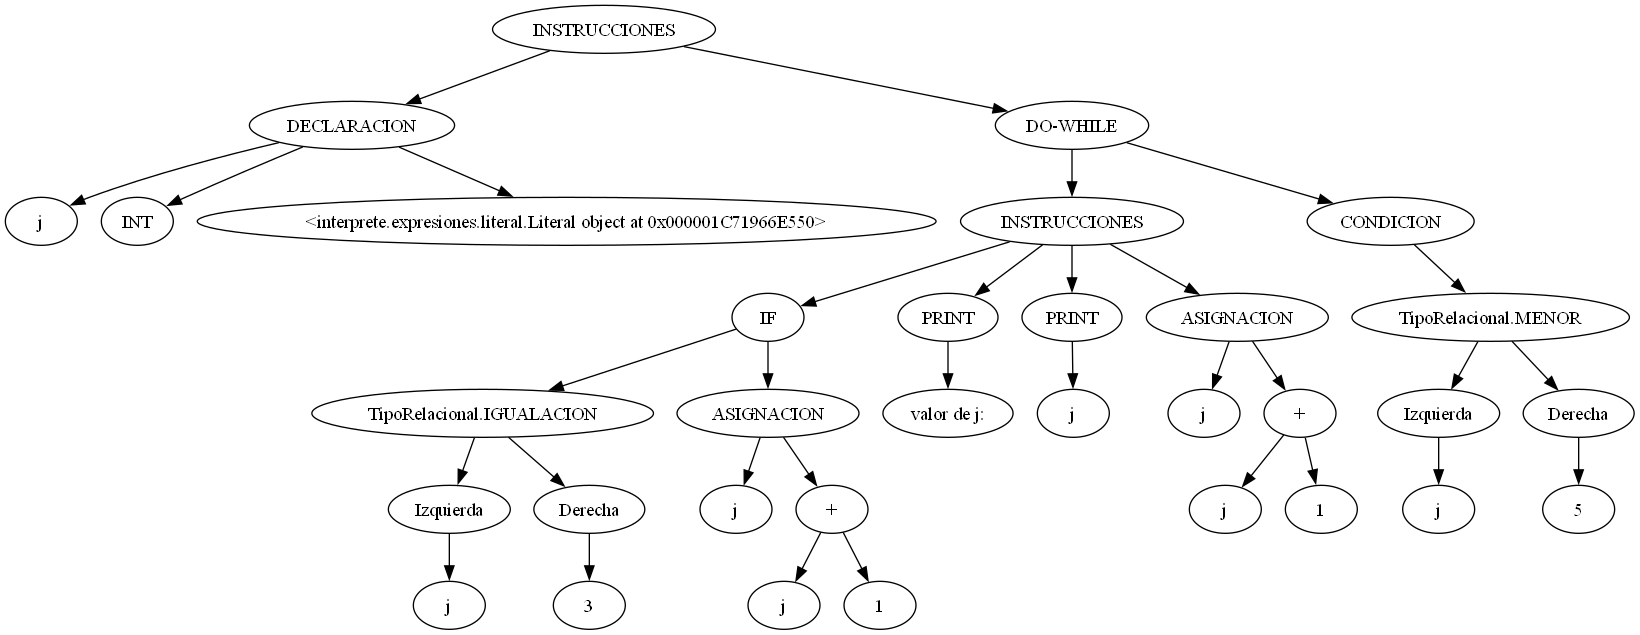 INSTRUCCIONES
DECLARACION
DO-WHILE
j
INT
<interprete.expresiones.literal.Literal object at 0x000001C71966E550>
INSTRUCCIONES
CONDICION
IF
PRINT
PRINT
ASIGNACION
TipoRelacional.MENOR
TipoRelacional.IGUALACION
ASIGNACION
valor de j:
j
j
+
Izquierda
Derecha
Izquierda
Derecha
j
+
j
1
j
5
j
3
j
1